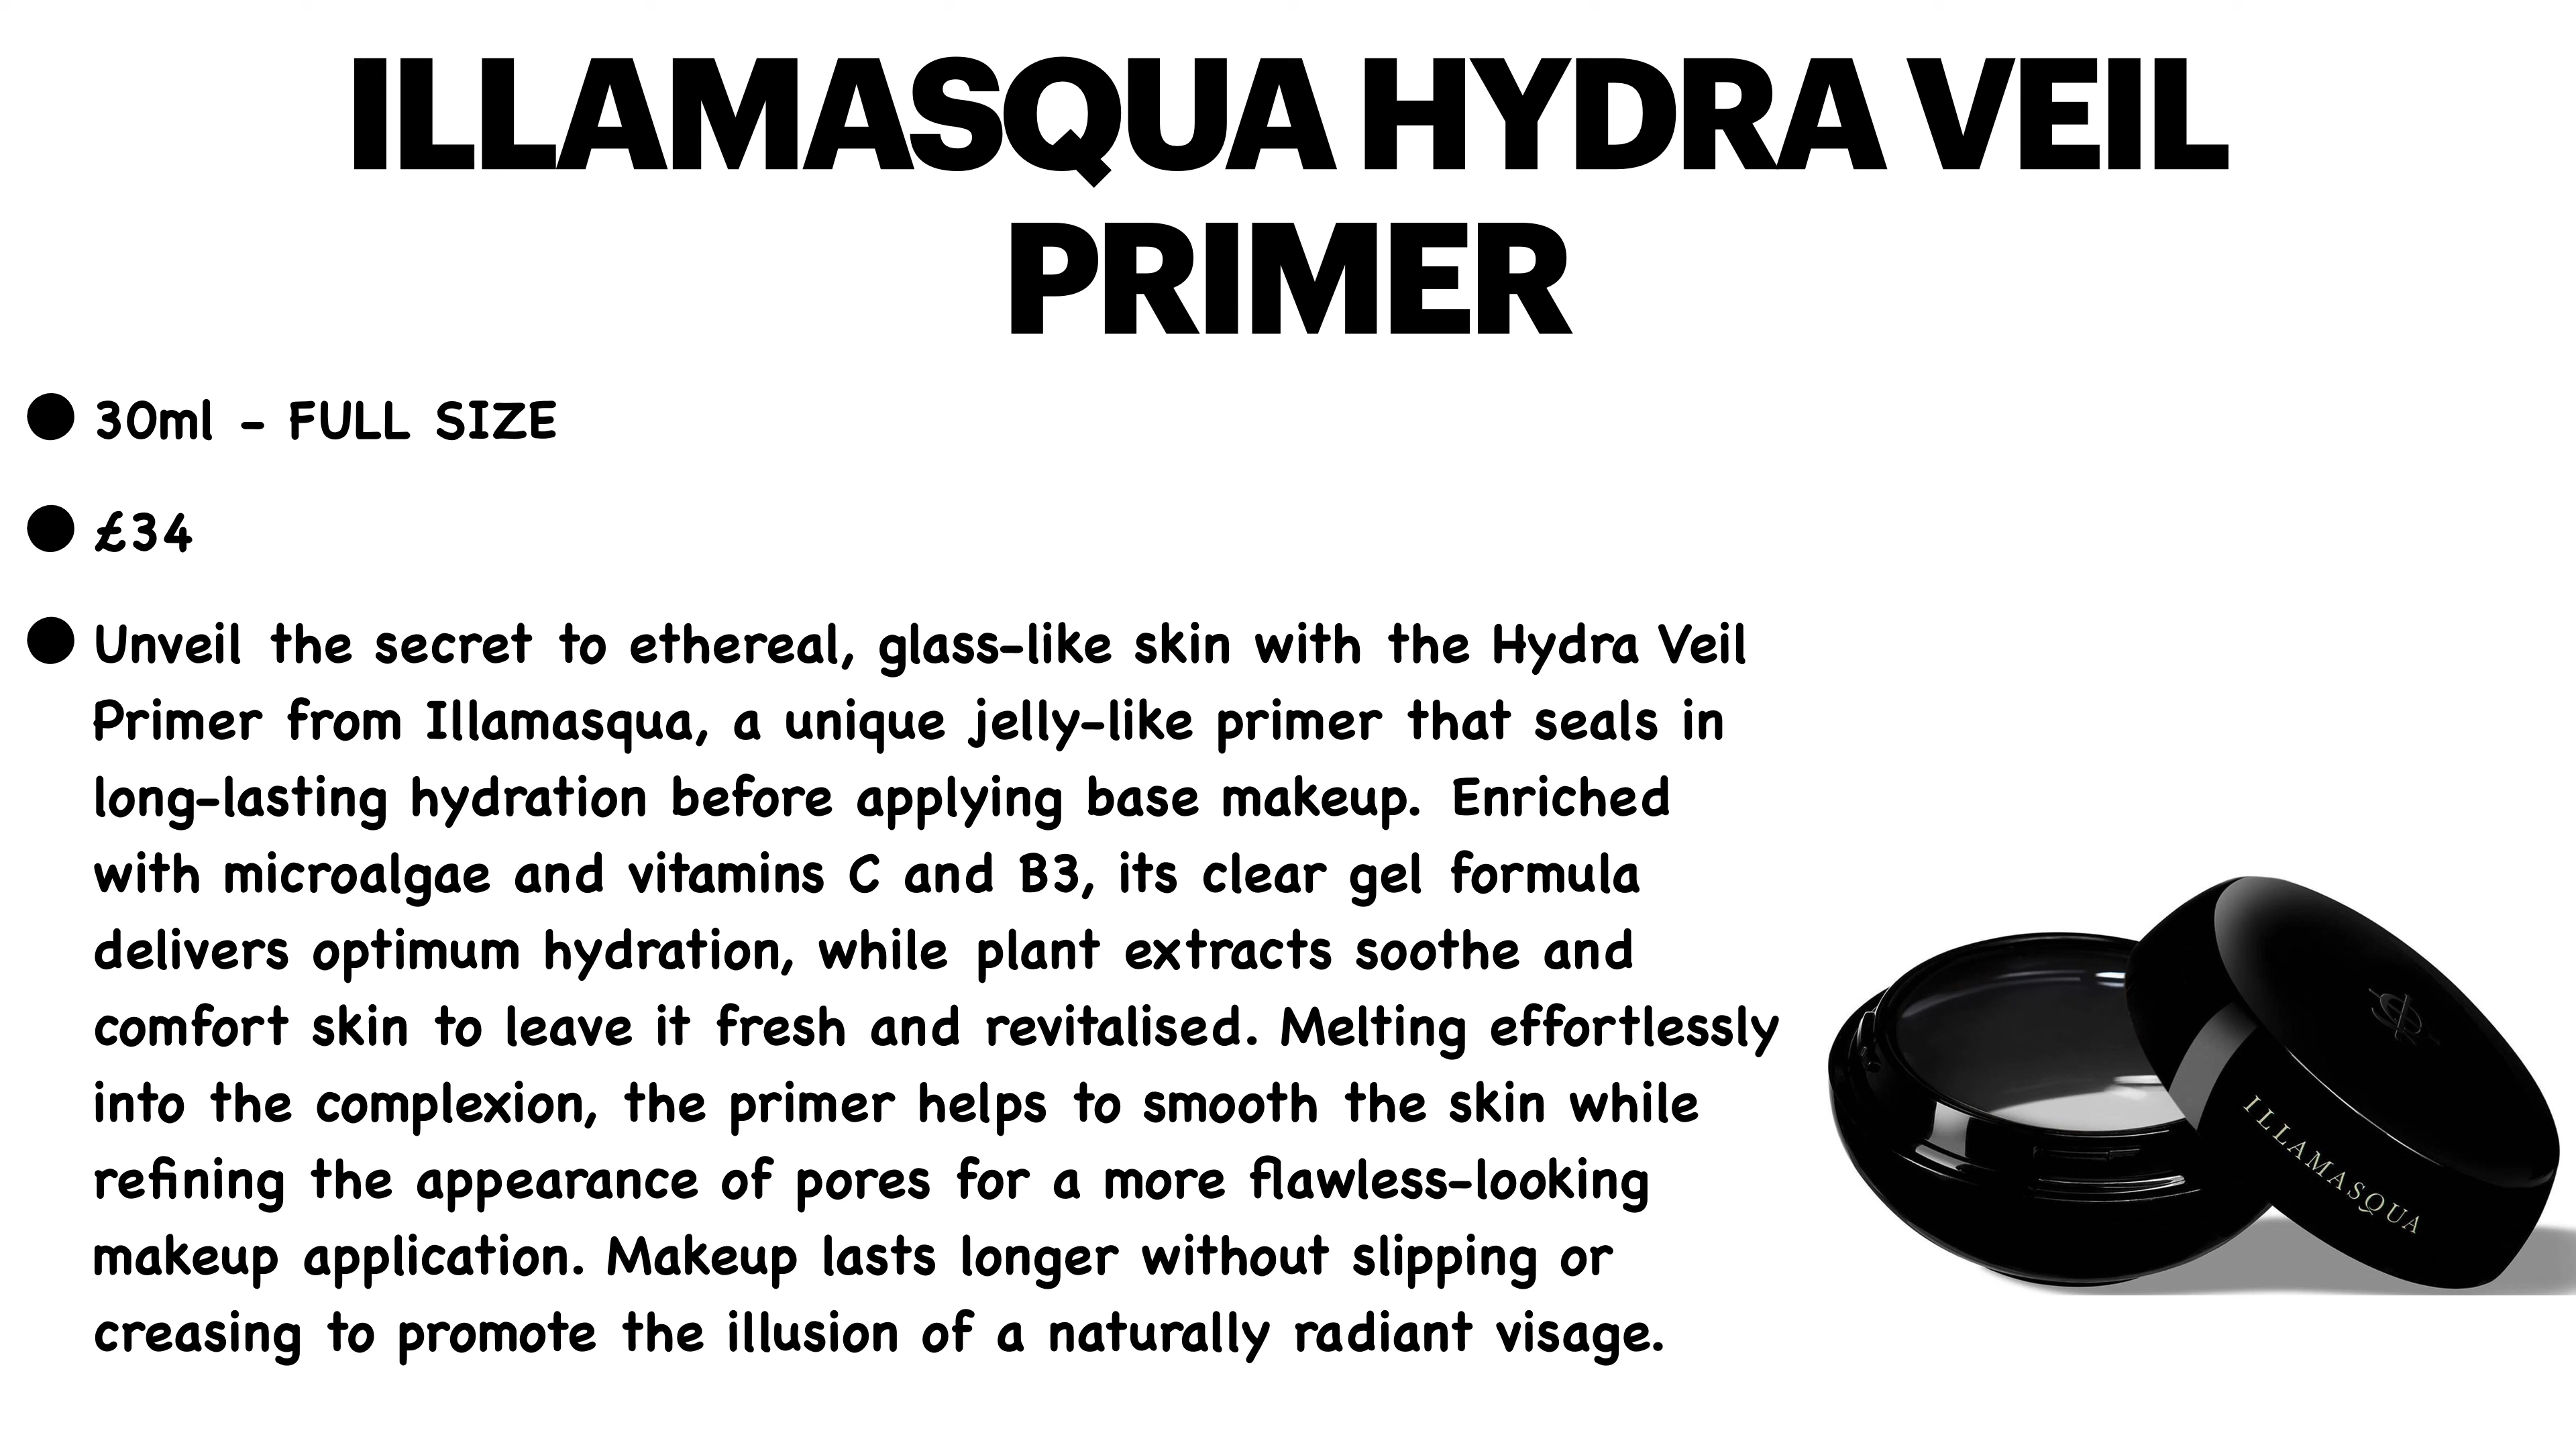 ILLAMASQUA HYDRA VEIL
PRIMER
● 30ml - FULL SIZE
● £34
● Unveil the secret to ethereal, glass-like skin with the Hydra Veil
Primer from Illamasqua, a unique jelly-like primer that seals in
long-lasting hydration before applying base makeup. Enriched
with microalgae and vitamins C and B3, its clear gel formula
delivers optimum hydration, while plant extracts soothe and
comfort skin to leave it fresh and revitalised. Melting effortlessly
into the complexion, the primer helps to smooth the skin while
refining the appearance of pores for a more flawless-looking
makeup application. Makeup lasts longer without slipping or
creasing to promote the illusion of a naturally radiant visage.
ILLAMASQUA